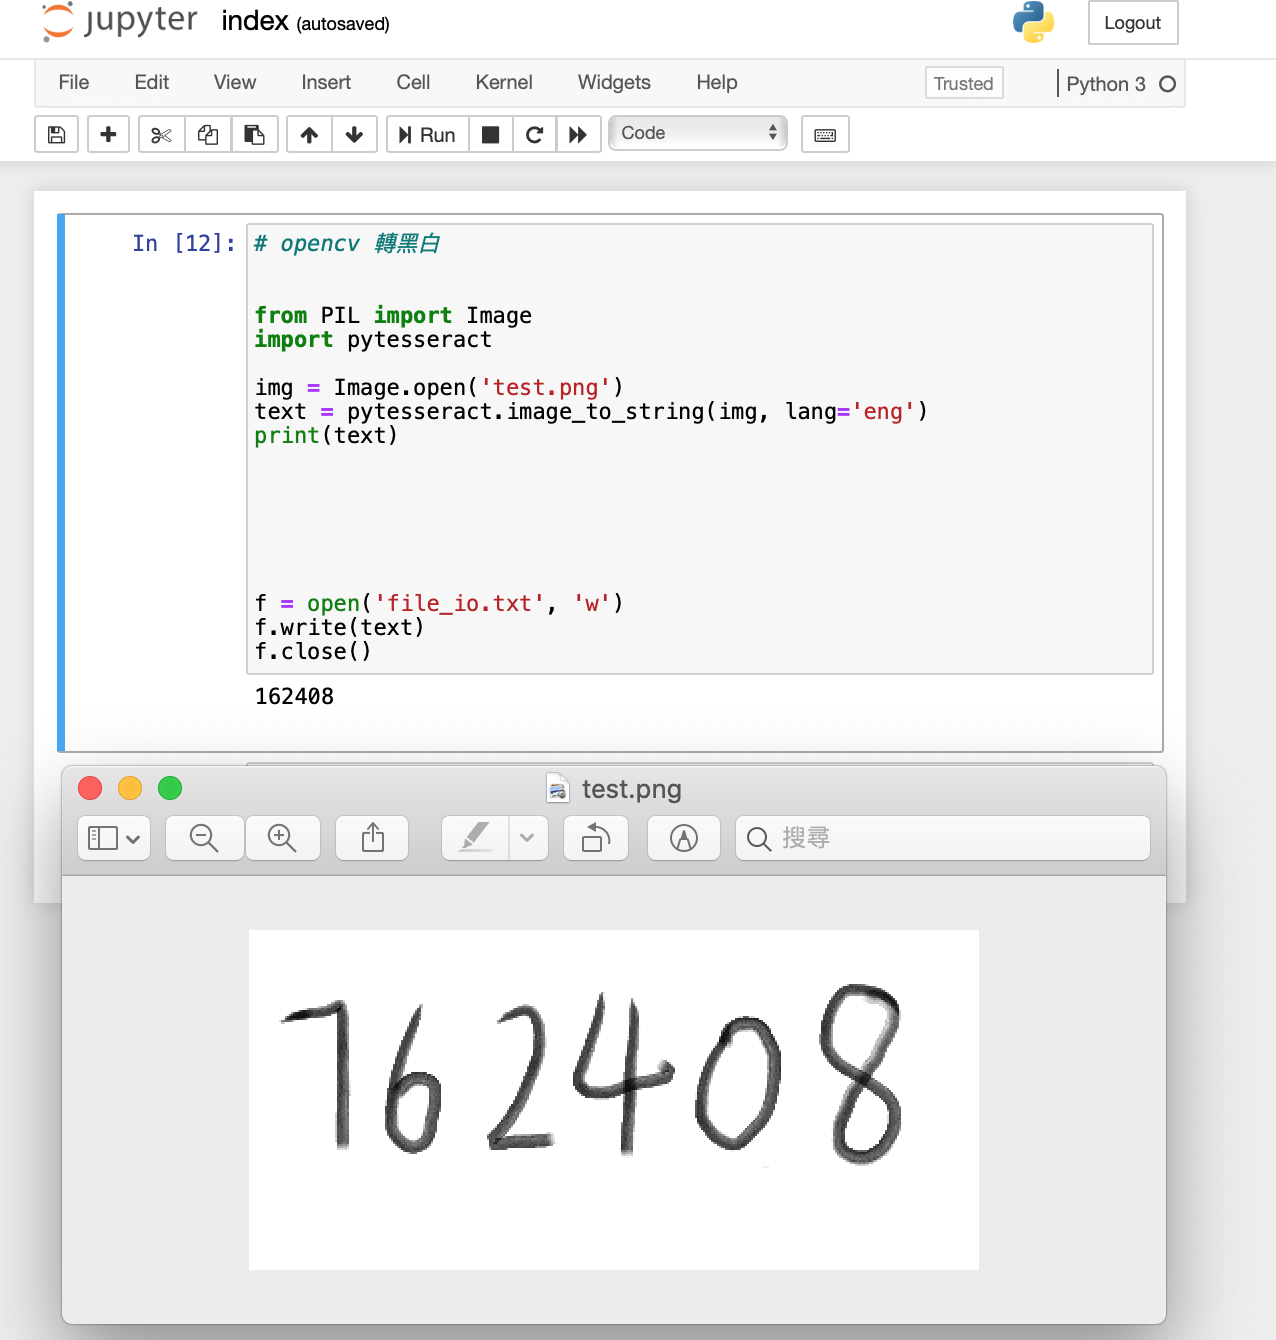 jupyter index (autosaved) Logout
File Edit View Insert Cell Kernel Widgets Help Trusted Python 3
Run Code
In [12]: # opencv 轉黑白
from PIL import Image
import pytesseract
img = Image.open('test.png')
text = pytesseract.image_to_string(img, lang='eng')
print(text)
f = open('file_io.txt', 'w')
f.write(text)
f.close()
162408
test.png
搜尋
162408